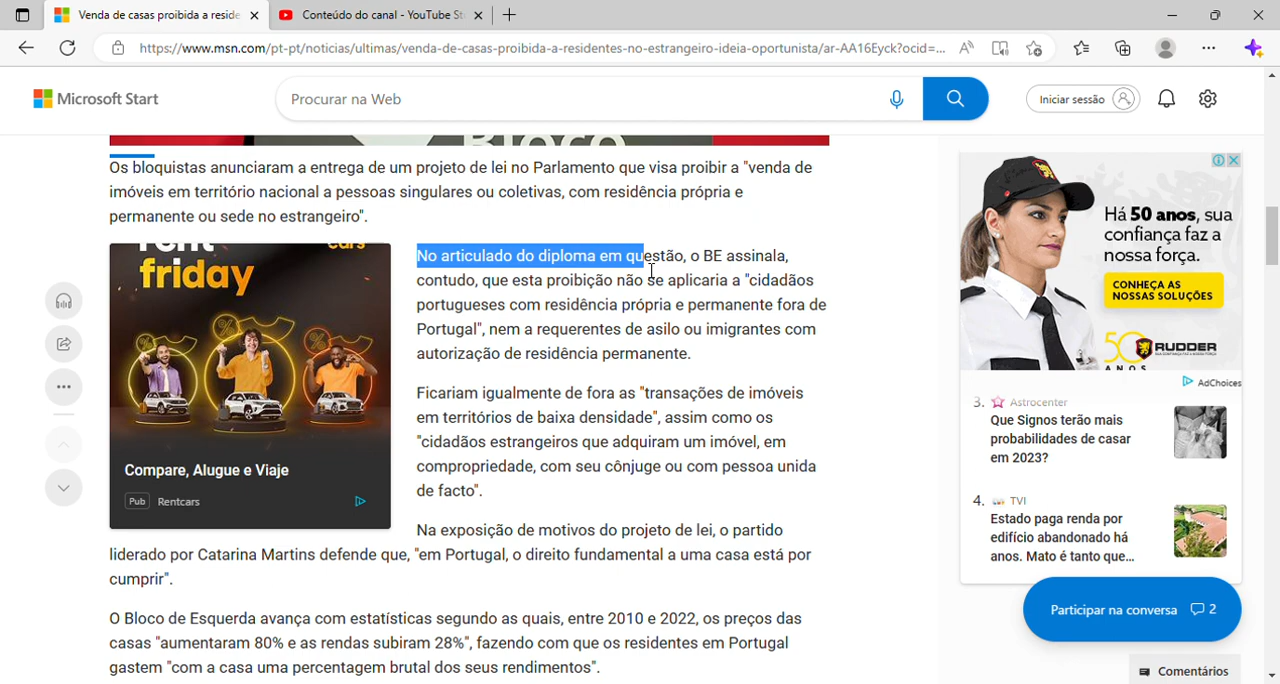 Venda de casas proibida a reside
Conteúdo do canal - YouTube St
https://www.msn.com/pt-pt/noticias/ultimas/venda-de-casas-proibida-a-residentes-no-estrangeiro-ideia-oportunista/ar-AA16Eyck?ocid=...
Microsoft Start
Procurar na Web
Iniciar sessão
Bloco
Os bloquistas anunciaram a entrega de um projeto de lei no Parlamento que visa proibir a "venda de
imóveis em território nacional a pessoas singulares ou coletivas, com residência própria e
permanente ou sede no estrangeiro".
rent
cars
friday
Compare, Alugue e Viaje
Pub Rentcars
No articulado do diploma em questão, o BE assinala,
contudo, que esta proibição não se aplicaria a "cidadãos
portugueses com residência própria e permanente fora de
Portugal", nem a requerentes de asilo ou imigrantes com
autorização de residência permanente.
Ficariam igualmente de fora as "transações de imóveis
em territórios de baixa densidade", assim como os
"cidadãos estrangeiros que adquiram um imóvel, em
compropriedade, com seu cônjuge ou com pessoa unida
de facto".
Na exposição de motivos do projeto de lei, o partido
liderado por Catarina Martins defende que, "em Portugal, o direito fundamental a uma casa está por
cumprir".
O Bloco de Esquerda avança com estatísticas segundo as quais, entre 2010 e 2022, os preços das
casas "aumentaram 80% e as rendas subiram 28%", fazendo com que os residentes em Portugal
gastem "com a casa uma percentagem brutal dos seus rendimentos".
Há 50 anos, sua
confiança faz a
nossa força.
CONHEÇA AS
NOSSAS SOLUÇÕES
50 ANOS
RUDDER
AdChoices
3. Astrocenter
Que Signos terão mais
probabilidades de casar
em 2023?
4. TVI
Estado paga renda por
edifício abandonado há
anos. Mato é tanto que...
Participar na conversa 2
Comentários